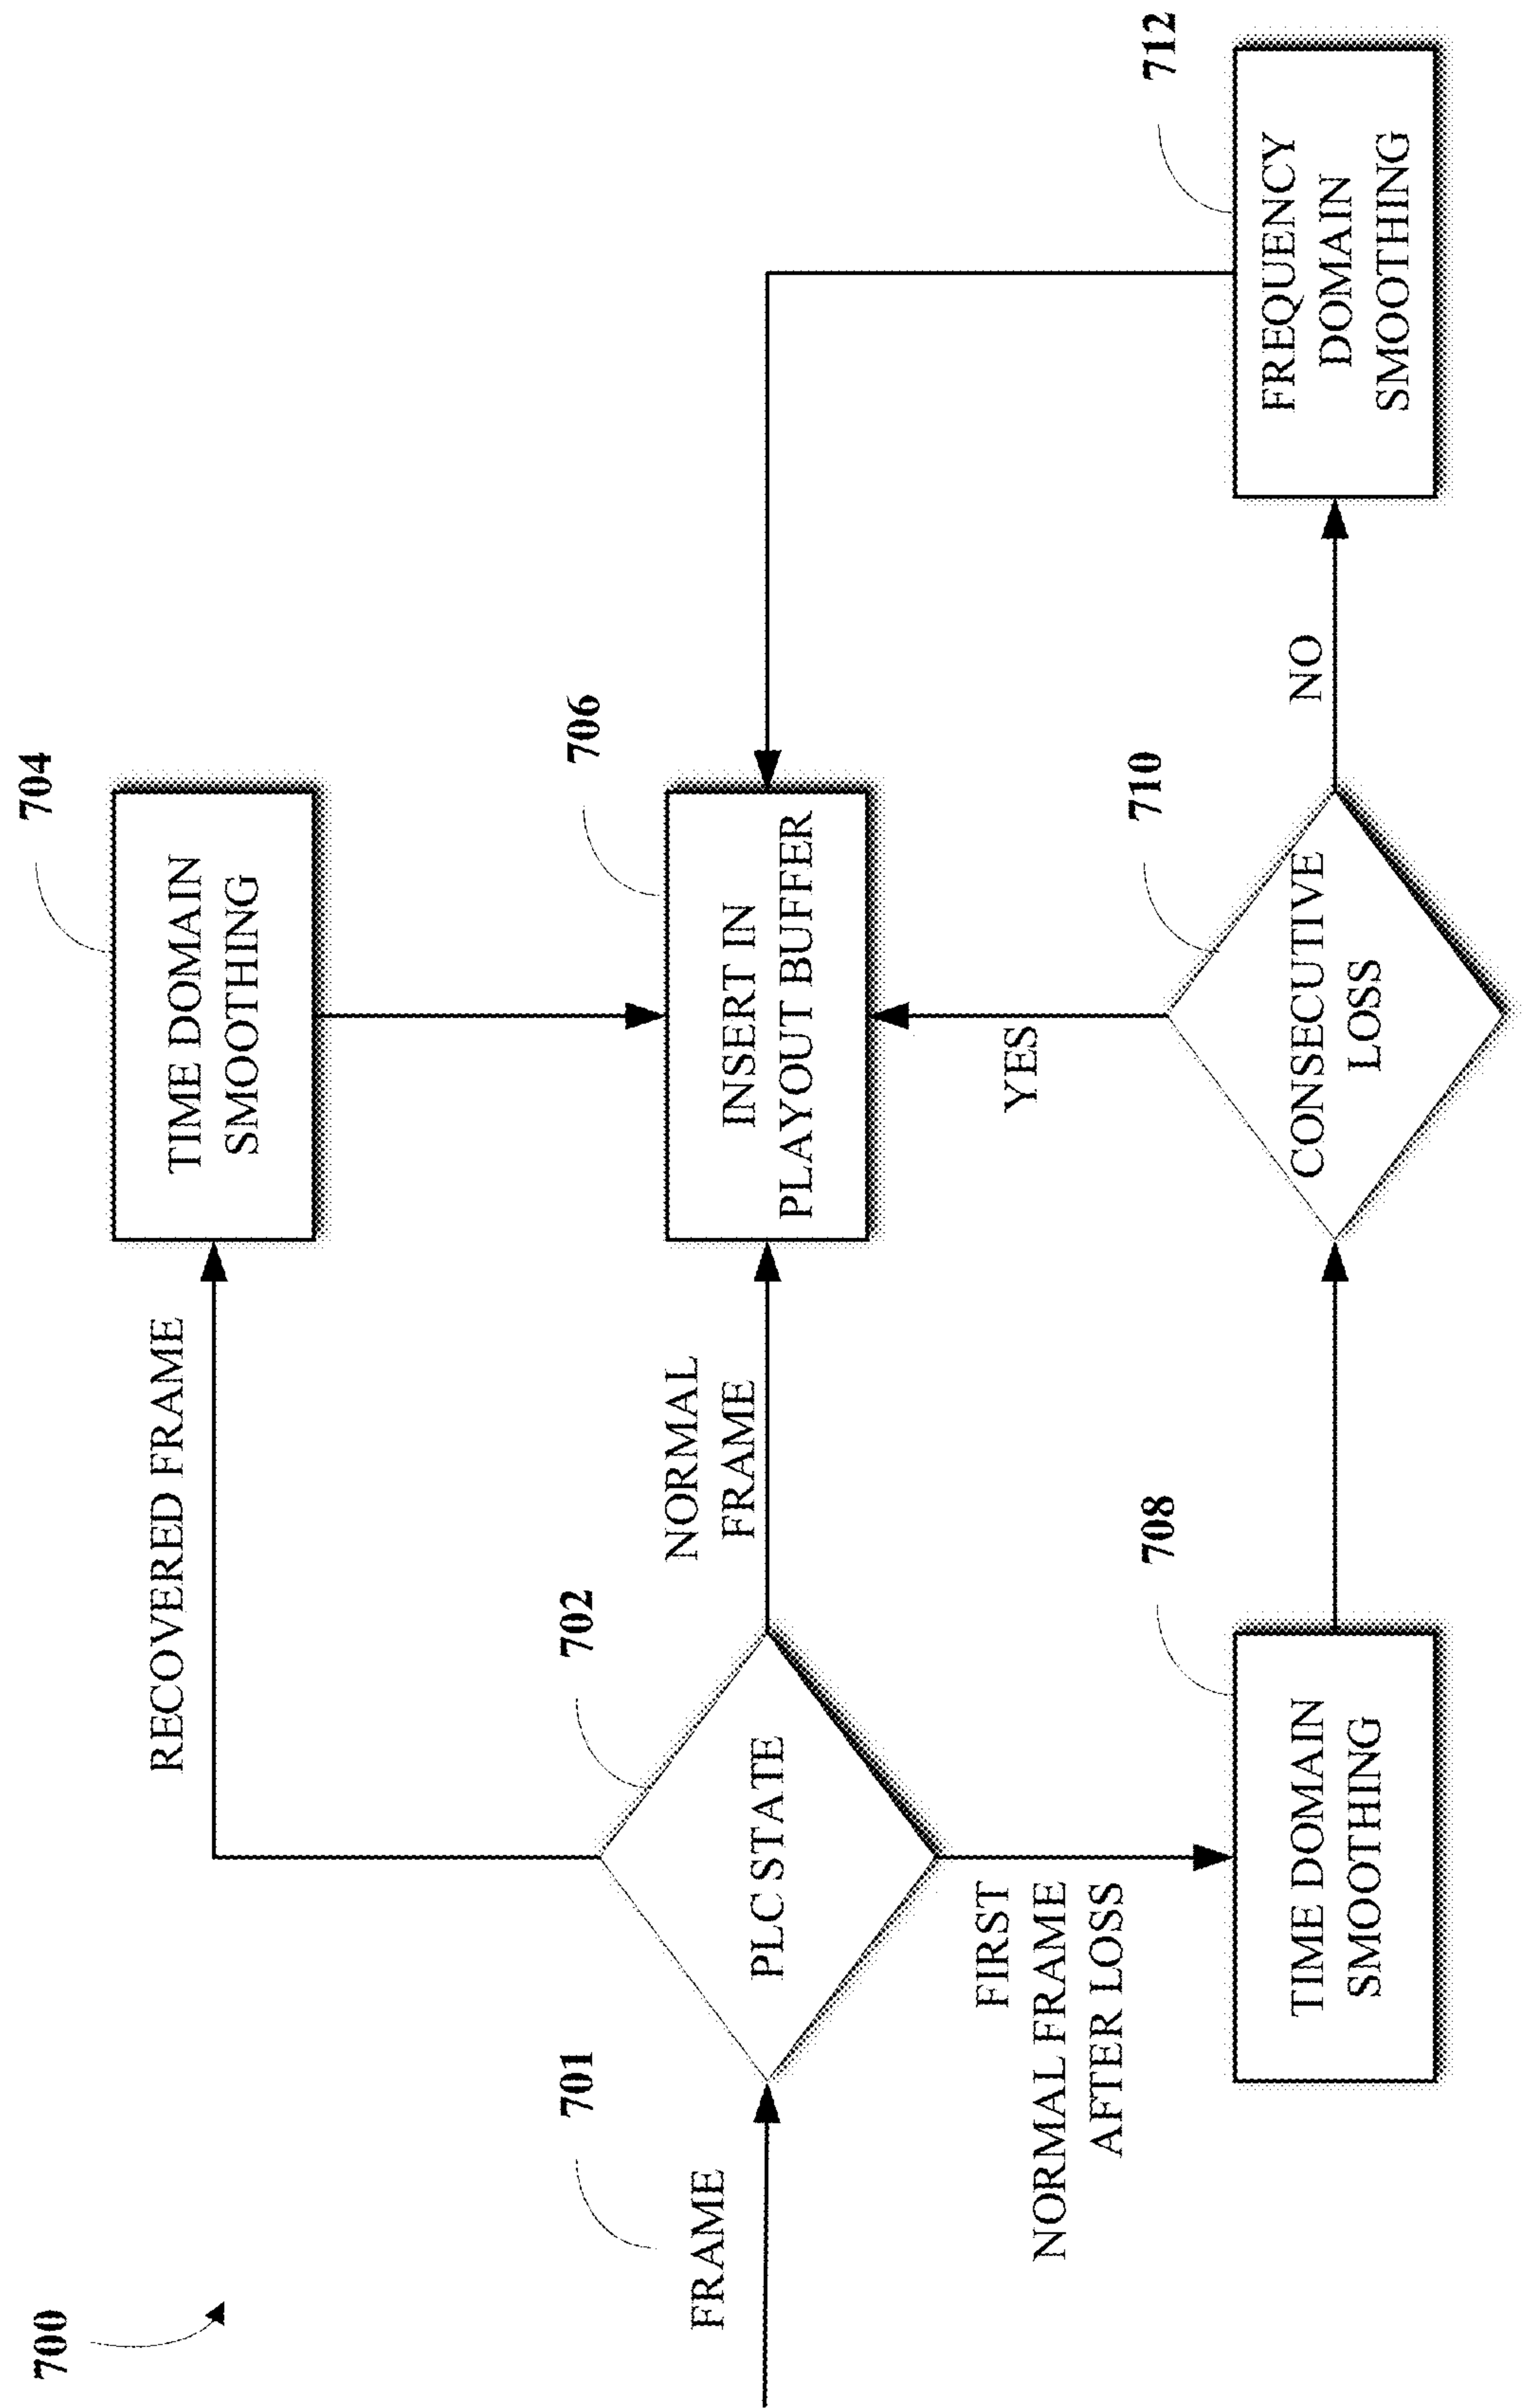 700
704
TIME DOMAIN
SMOOTHING
RECOVERED FRAME
701
FRAME
702
PLC STATE
NORMAL
FRAME
706
INSERT IN
PLAYOUT BUFFER
FIRST
NORMAL FRAME
AFTER LOSS
YES
708
TIME DOMAIN
SMOOTHING
710
CONSECUTIVE
LOSS
NO
712
FREQUENCY
DOMAIN
SMOOTHING